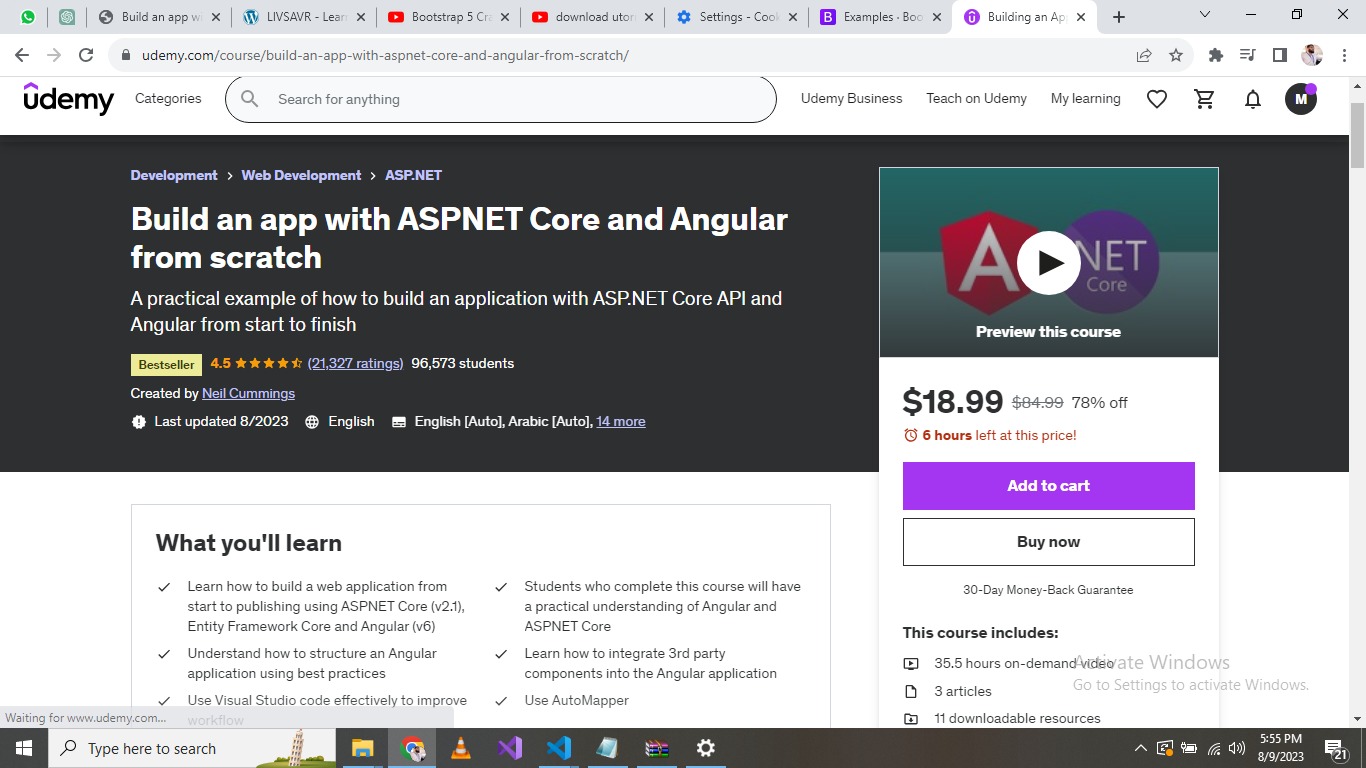 Build an app wi
LIVSAVR - Lear
Bootstrap 5 Cra
download utor
Settings - Cook
Examples · Boo
Building an Ap
udemy.com/course/build-an-app-with-aspnet-core-and-angular-from-scratch/
udemy
Categories
Search for anything
Udemy Business
Teach on Udemy
My learning
M
Development > Web Development > ASP.NET
Build an app with ASPNET Core and Angular
from scratch
A practical example of how to build an application with ASP.NET Core API and
Angular from start to finish
Bestseller 4.5 (21,327 ratings) 96,573 students
Created by Neil Cummings
Last updated 8/2023 English English [Auto], Arabic [Auto], 14 more
A NET
Core
Preview this course
$18.99 $84.99 78% off
6 hours left at this price!
Add to cart
Buy now
30-Day Money-Back Guarantee
This course includes:
35.5 hours on-demand video
3 articles
11 downloadable resources
What you'll learn
Learn how to build a web application from
start to publishing using ASPNET Core (v2.1),
Entity Framework Core and Angular (v6)
Students who complete this course will have
a practical understanding of Angular and
ASPNET Core
Understand how to structure an Angular
application using best practices
Learn how to integrate 3rd party
components into the Angular application
Use Visual Studio code effectively to improve
workflow
Use AutoMapper
Activate Windows
Go to Settings to activate Windows.
Waiting for www.udemy.com...
Type here to search
5:55 PM
8/9/2023
21